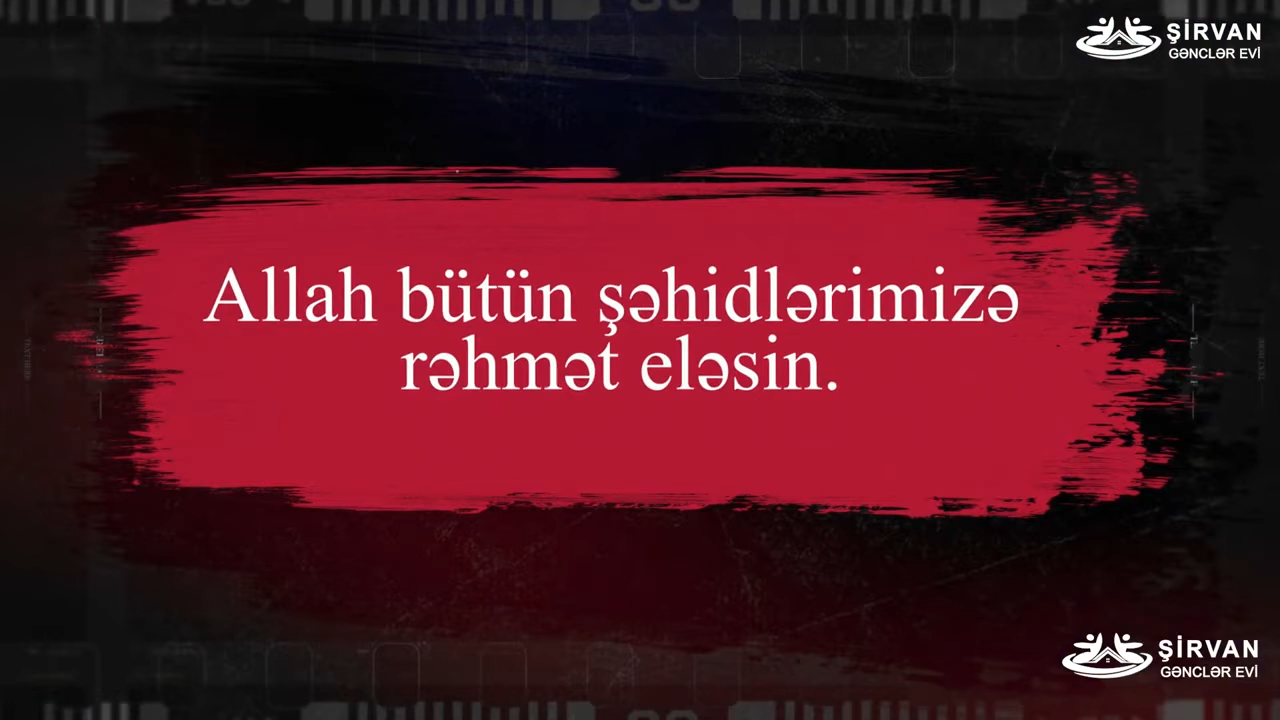 ŞİRVAN
GƏNCLƏR EVİ
Allah bütün şəhidlərimizə
rəhmət eləsin.
ŞİRVAN
GƏNCLƏR EVİ